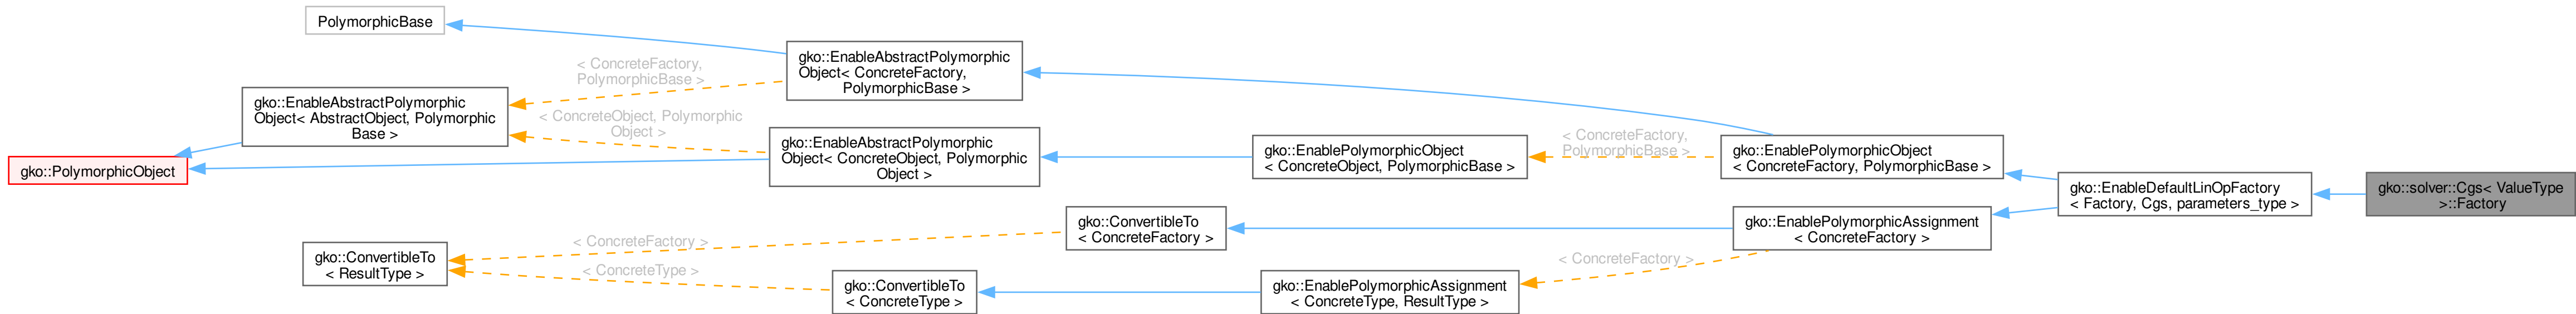 PolymorphicBase
gko::EnableAbstractPolymorphic
Object< ConcreteFactory,
PolymorphicBase >
< ConcreteFactory,
PolymorphicBase >
gko::EnableAbstractPolymorphic
Object< AbstractObject, Polymorphic
Base >
< ConcreteObject, Polymorphic
Object >
gko::EnableAbstractPolymorphic
Object< ConcreteObject, Polymorphic
Object >
gko::PolymorphicObject
gko::EnablePolymorphicObject
< ConcreteObject, PolymorphicBase >
< ConcreteFactory,
PolymorphicBase >
gko::EnablePolymorphicObject
< ConcreteFactory, PolymorphicBase >
gko::EnableDefaultLinOpFactory
< Factory, Cgs, parameters_type >
gko::solver::Cgs< ValueType
>::Factory
gko::ConvertibleTo
< ConcreteFactory >
gko::EnablePolymorphicAssignment
< ConcreteFactory >
< ConcreteFactory >
gko::ConvertibleTo
< ResultType >
< ConcreteType >
gko::ConvertibleTo
< ConcreteType >
gko::EnablePolymorphicAssignment
< ConcreteType, ResultType >
< ConcreteFactory >